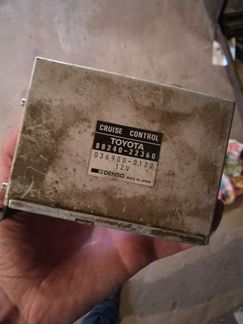 CRUISE CONTROL
TOYOTA
88240-22360
036900-0120
12V
DENSO MADE IN JAPAN